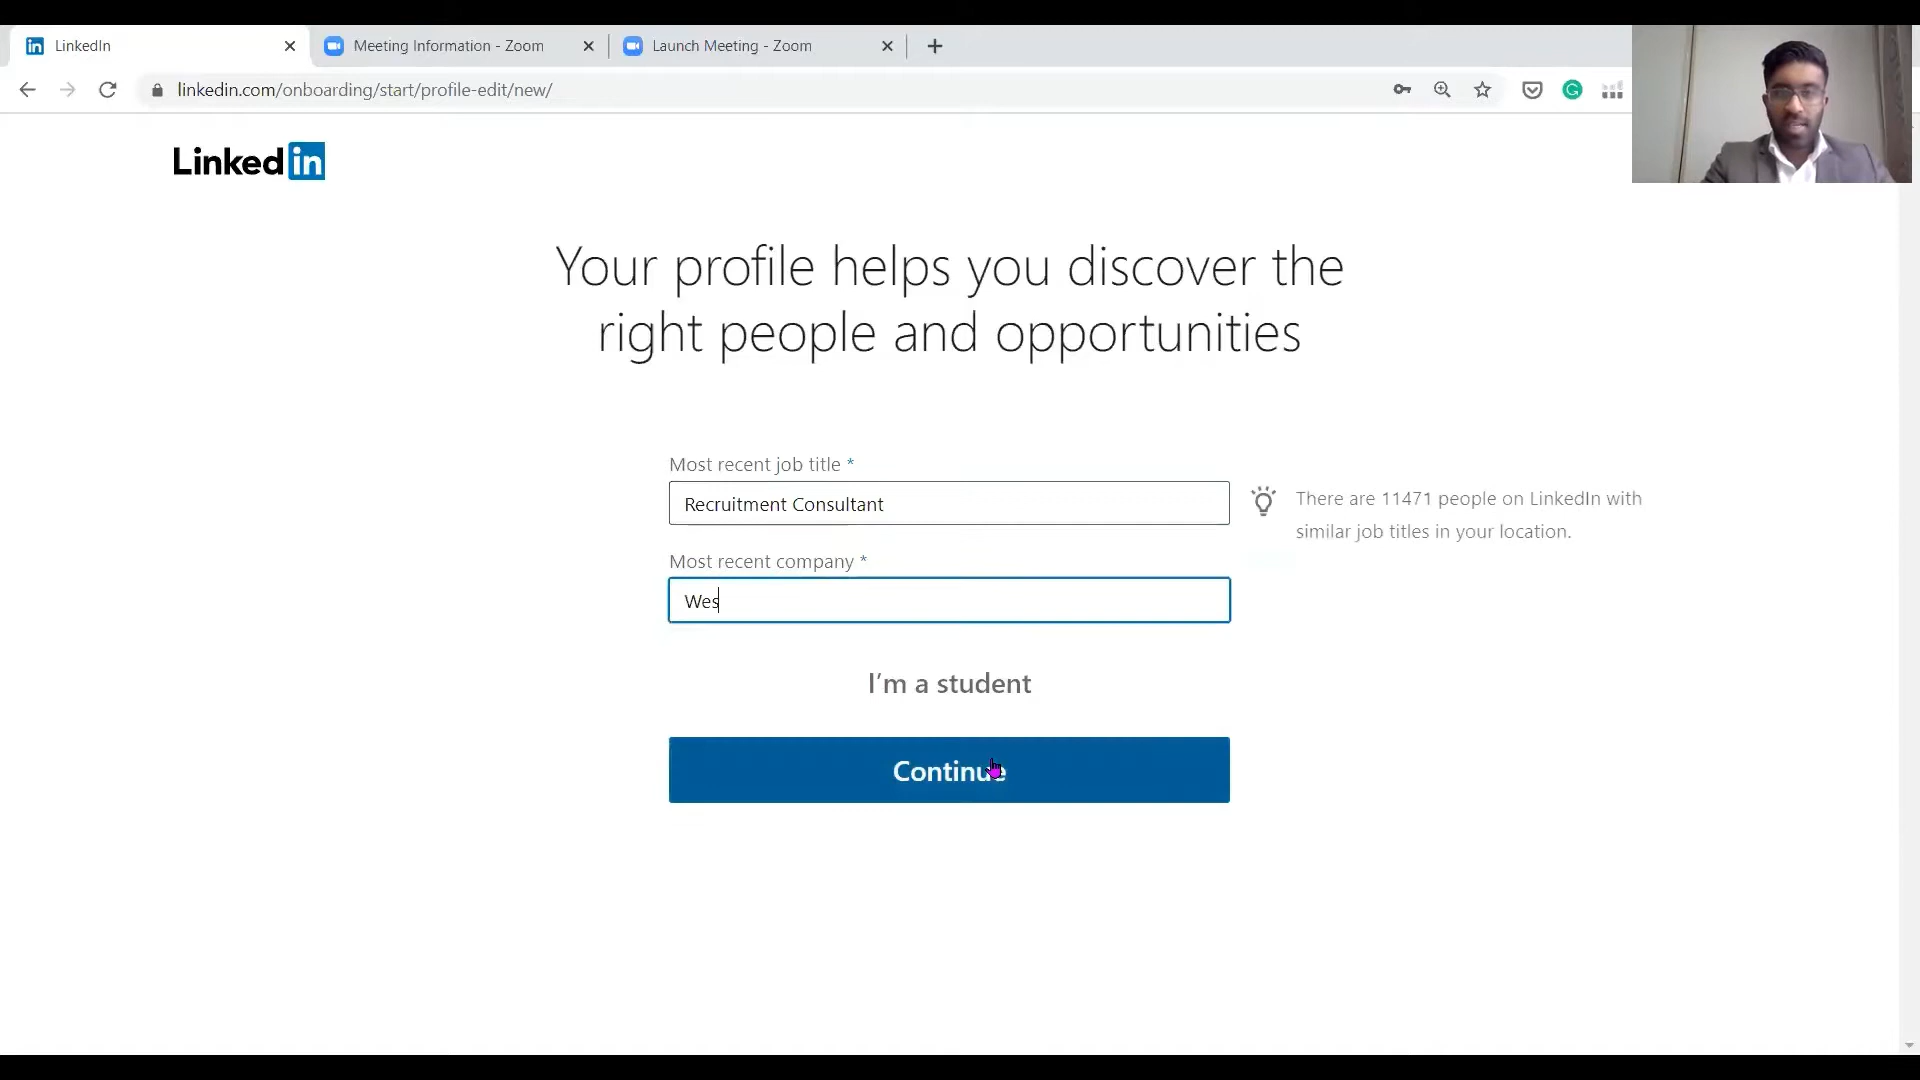 LinkedIn
Meeting Information - Zoom
Launch Meeting - Zoom
linkedin.com/onboarding/start/profile-edit/new/
Linkedin
Your profile helps you discover the
right people and opportunities
Most recent job title *
Recruitment Consultant
There are 11471 people on LinkedIn with
similar job titles in your location.
Most recent company *
Wes
I'm a student
Continue